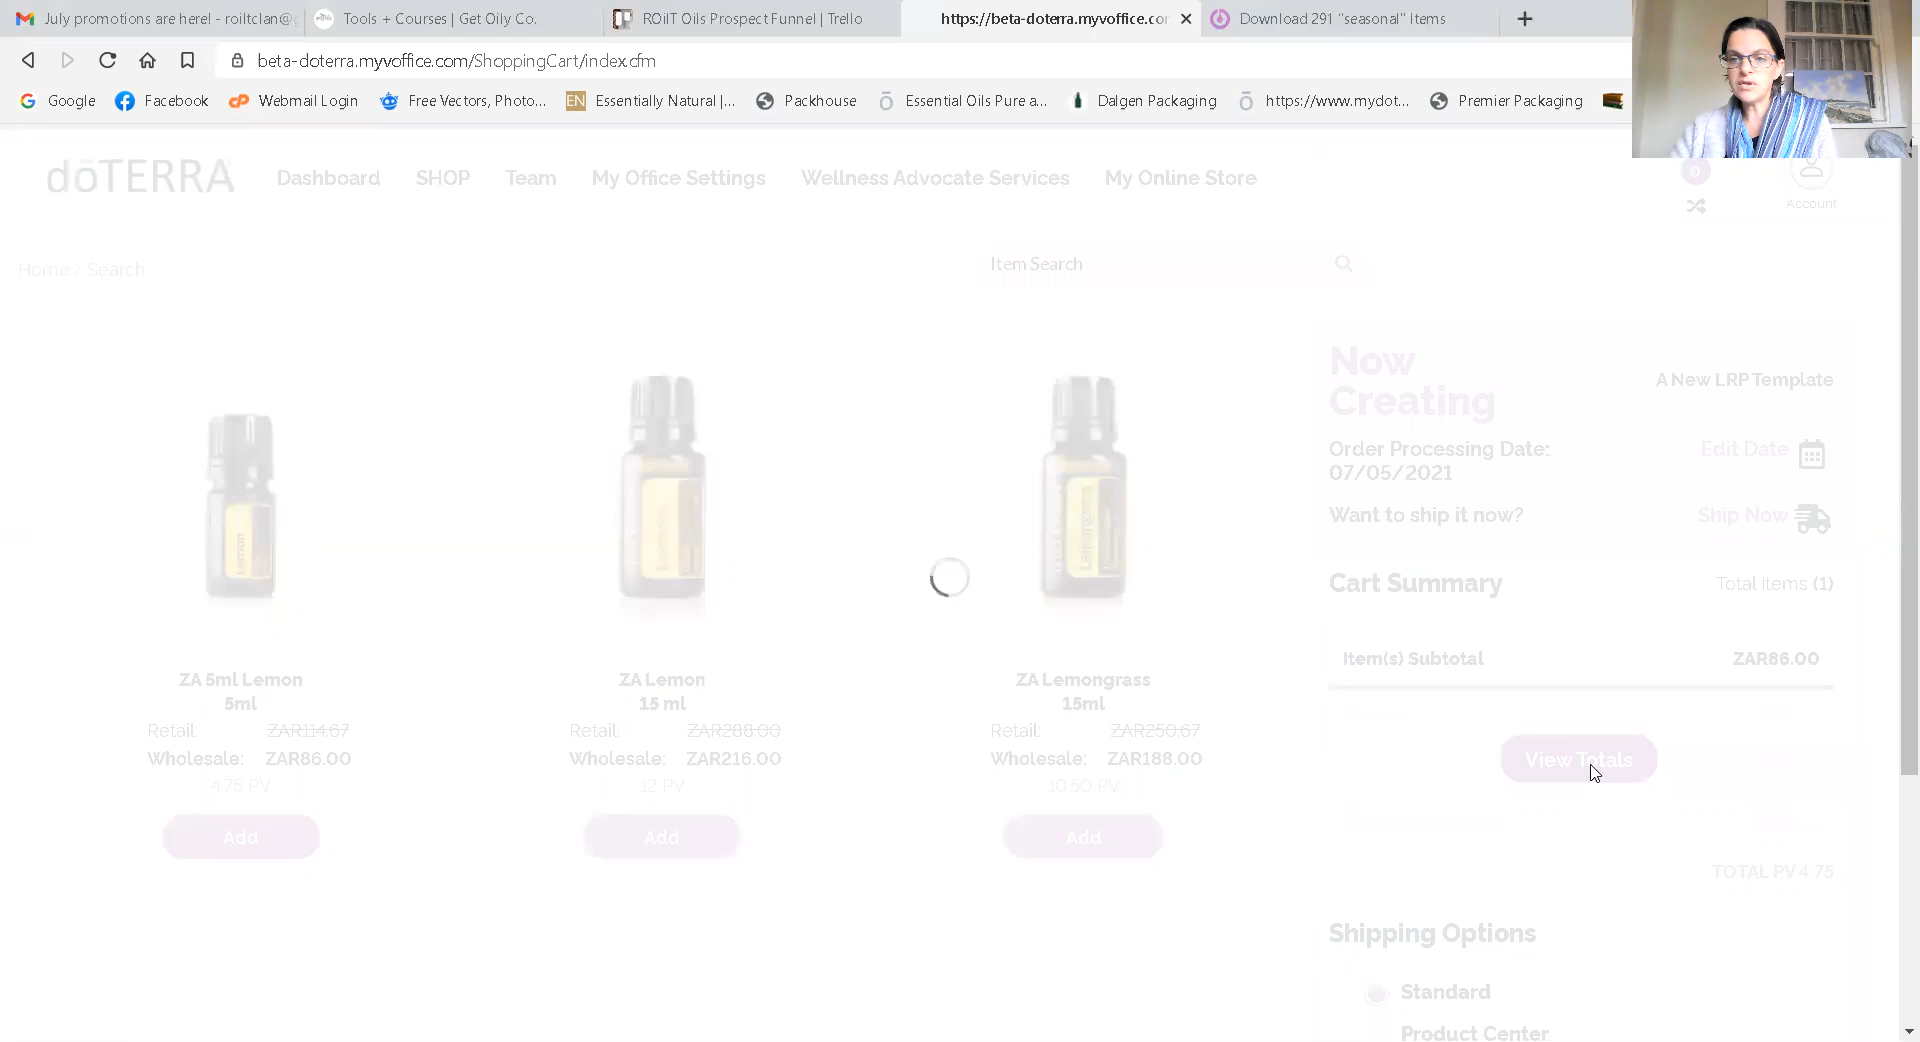 July promotions are here! - roiltclan@g
Tools + Courses | Get Oily Co.
ROiiT Oils Prospect Funnel | Trello
https://beta-doterra.myvoffice.co
Download 291 "seasonal" items
beta-doterra.myvoffice.com/ShoppingCart/index.cfm
Google
Facebook
Webmail Login
Free Vectors, Photo...
EN
Essentially Natural |...
Packhouse
Essential Oils Pure a...
Dalgen Packaging
https://www.mydot...
Premier Packaging
dōTERRA
Dashboard
SHOP
Team
My Office Settings
Wellness Advocate Services
My Online Store
0
Account
Home / Search
Item Search
Now
Creating
A New LRP Template
Order Processing Date:
07/05/2021
Edit Date
Want to ship it now?
Ship Now
Cart Summary
Total Items (1)
Item(s) Subtotal
ZAR86.00
View Totals
TOTAL PV 4.75
Shipping Options
Standard
Product Center
Lemon
Lemongrass
ZA 5ml Lemon
5ml
Retail: ZAR114.67
Wholesale: ZAR86.00
4.75 PV
Add
ZA Lemon
15 ml
Retail: ZAR288.00
Wholesale: ZAR216.00
12 PV
Add
ZA Lemongrass
15ml
Retail: ZAR250.67
Wholesale: ZAR188.00
10.50 PV
Add